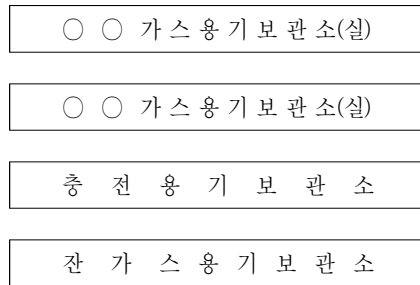 ○ ○ 가 스 용 기 보 관 소(실)
○ ○ 가 스 용 기 보 관 소(실)
충 전 용 기 보 관 소
잔 가 스 용 기 보 관 소